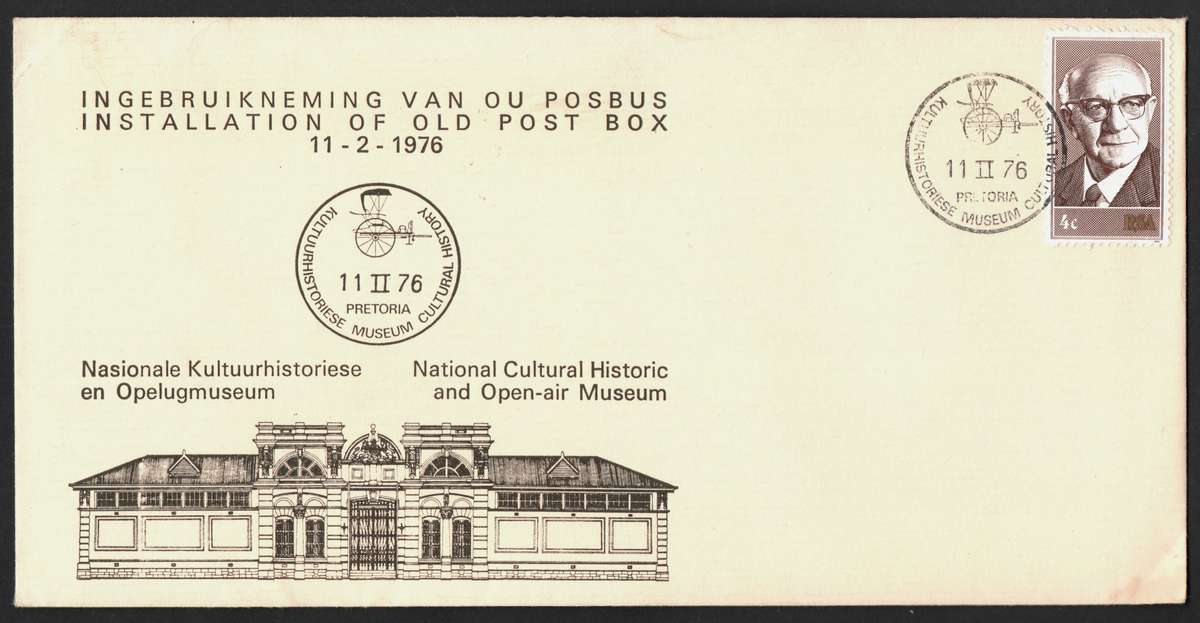 INGEBRUIKNEMING VAN OU POSBUS
INSTALLATION OF OLD POST BOX
11-2-1976
KULTUURHISTORIESE MUSEUM CULTURAL HISTORY
11 II 76
PRETORIA
Nasionale Kultuurhistoriese
en Opelugmuseum
National Cultural Historic
and Open-air Museum
KULTUURHISTORIESE MUSEUM CULTURAL HISTORY
11 II 76
PRETORIA
4c RSA